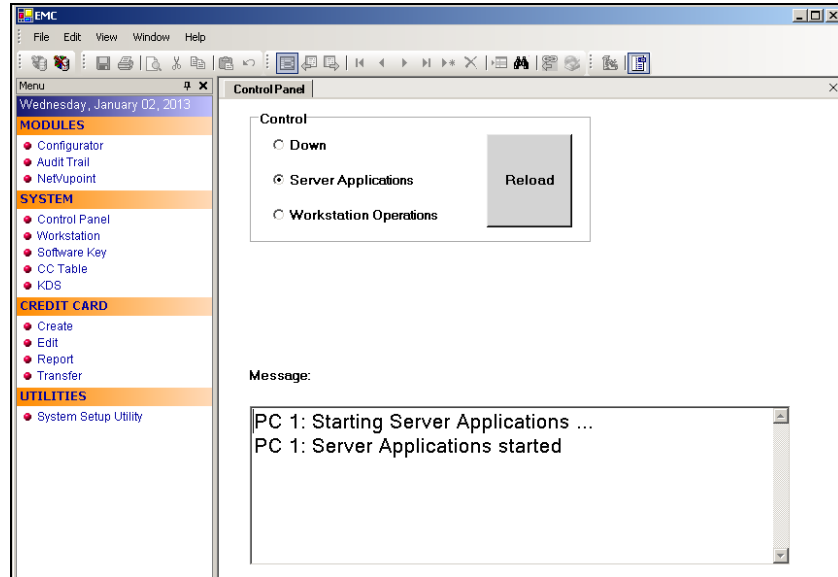 EMC
File Edit View Window Help
Menu
Wednesday, January 02, 2013
MODULES
Configurator
Audit Trail
NetVupoint
SYSTEM
Control Panel
Workstation
Software Key
CC Table
KDS
CREDIT CARD
Create
Edit
Report
Transfer
UTILITIES
System Setup Utility
Control Panel
Control
Down
Server Applications
Workstation Operations
Reload
Message:
PC 1: Starting Server Applications ...
PC 1: Server Applications started